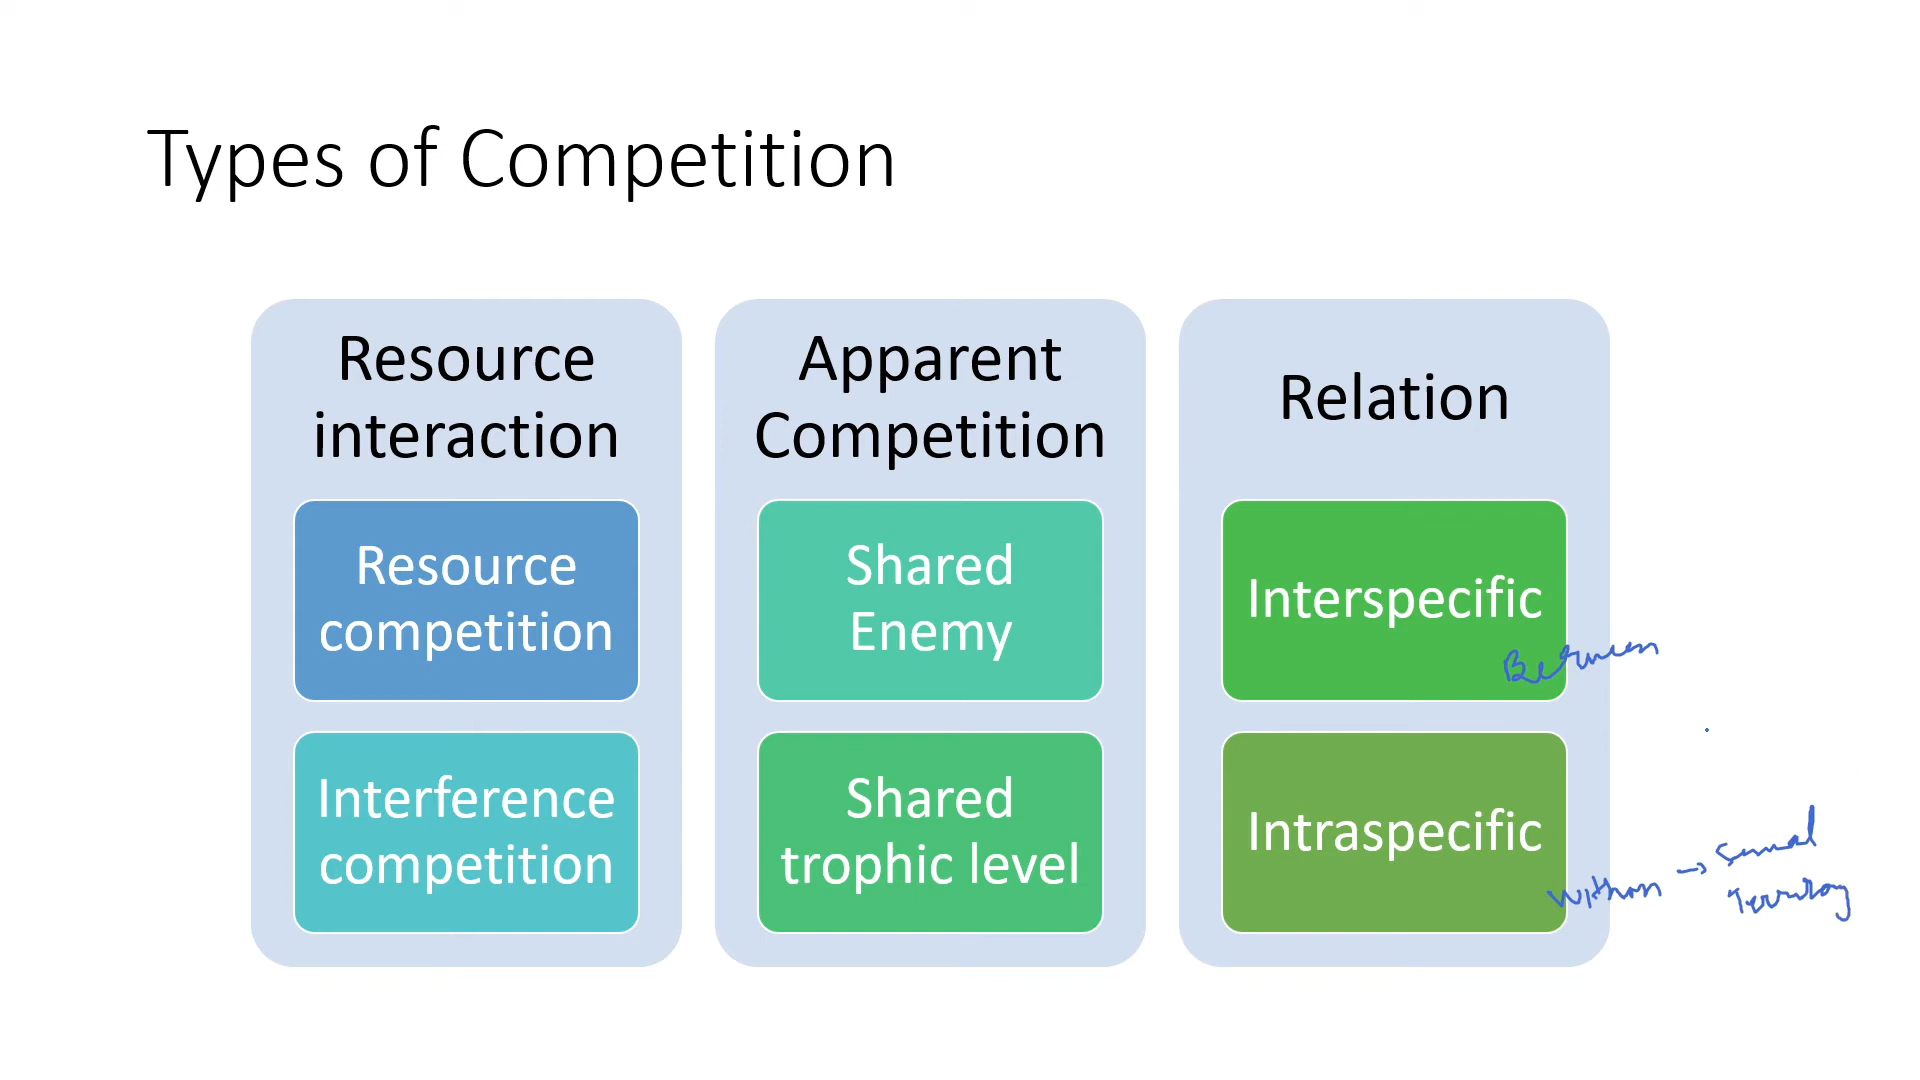 Types of Competition
Resource
interaction
Resource
competition
Interference
competition
Apparent
Competition
Shared
Enemy
Shared
trophic level
Relation
Interspecific
Between
Intraspecific
Within →
Territory